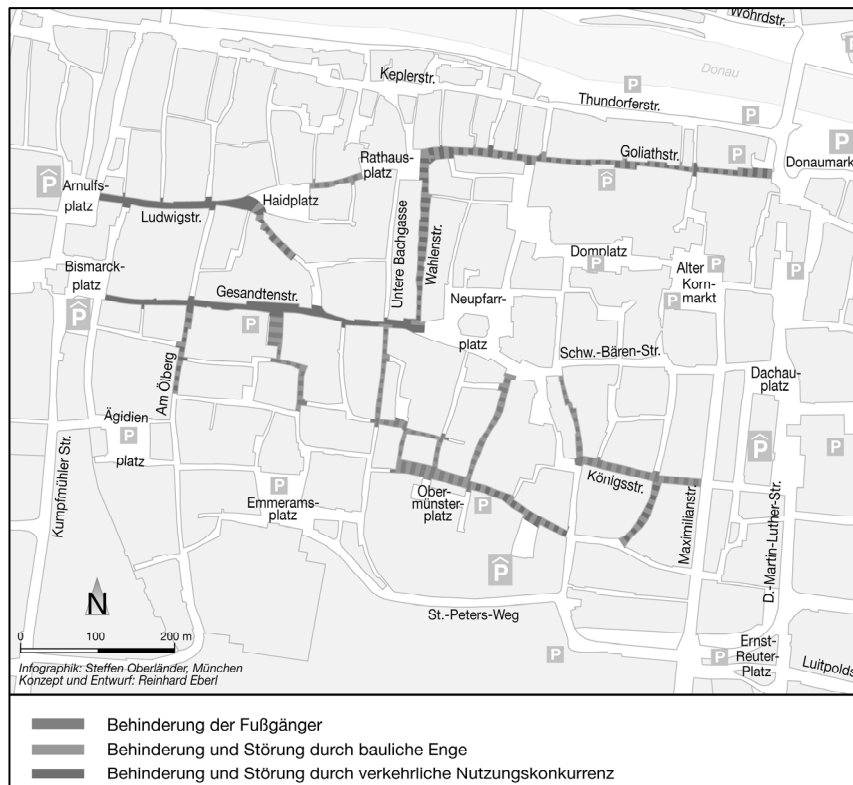 Wöhrdstr.
Donau
Keplerstr.
Thundorferstr.
P
P
P
Goliathstr.
P
Donaumark
Rathaus-
platz
P
Arnulfs-
platz
Haidplatz
Ludwigstr.
P
Untere Bachgasse
Wahlenstr.
Domplatz
P
Alter
Korn-
markt
P
P
P
Bismarck-
platz
P
Gesandtenstr.
P
Neupfarr-
platz
Schw.-Bären-Str.
Dachau-
platz
P
P
Am Ölberg
Ägidien
P
platz
Kumpfmühler Str.
Emmerams-
platz
P
Ober-
münster-
platz
P
P
Königsstr.
Maximilianstr.
D.-Martin-Luther-Str.
St.-Peters-Weg
P
Ernst-
Reuter-
Platz
P
P
Luitpolds
N
0 100 200 m
Infographik: Steffen Oberländer, München
Konzept und Entwurf: Reinhard Eberl
Behinderung der Fußgänger
Behinderung und Störung durch bauliche Enge
Behinderung und Störung durch verkehrliche Nutzungskonkurrenz